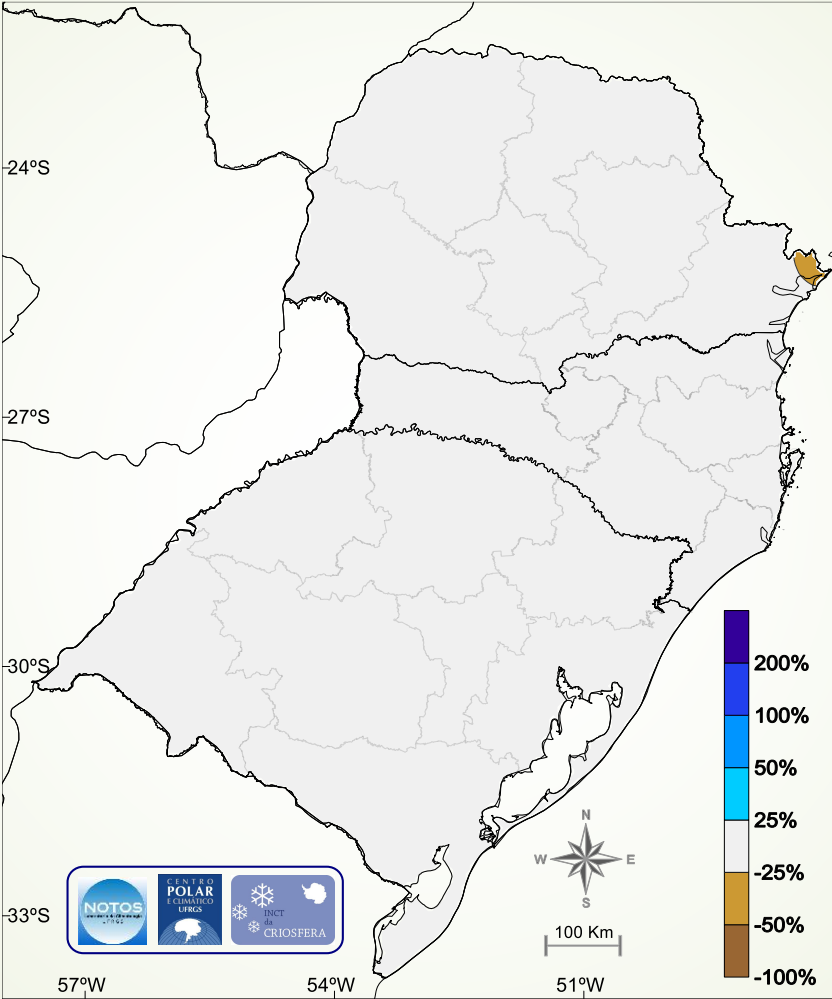 24ºS
27ºS
30ºS
200%
100%
50%
25%
-25%
-50%
-100%
N
W E
S
100 Km
NOTOS
UFRGS
CENTRO
POLAR
E CLIMÁTICO
UFRGS
INCT
da
CRIOSFERA
33ºS
57ºW
54ºW
51ºW